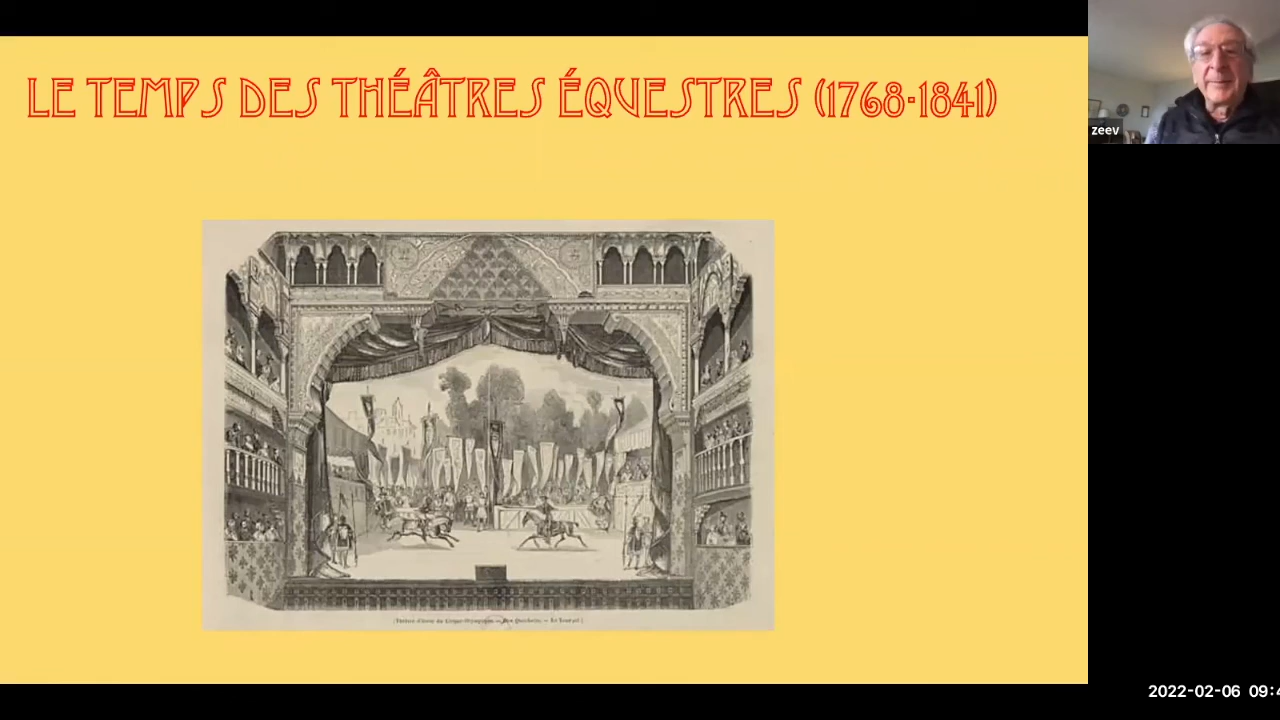 LE TEMPS DES THÉÂTRES ÉQUESTRES (1768-1841)
zeev
2022-02-06 09:4